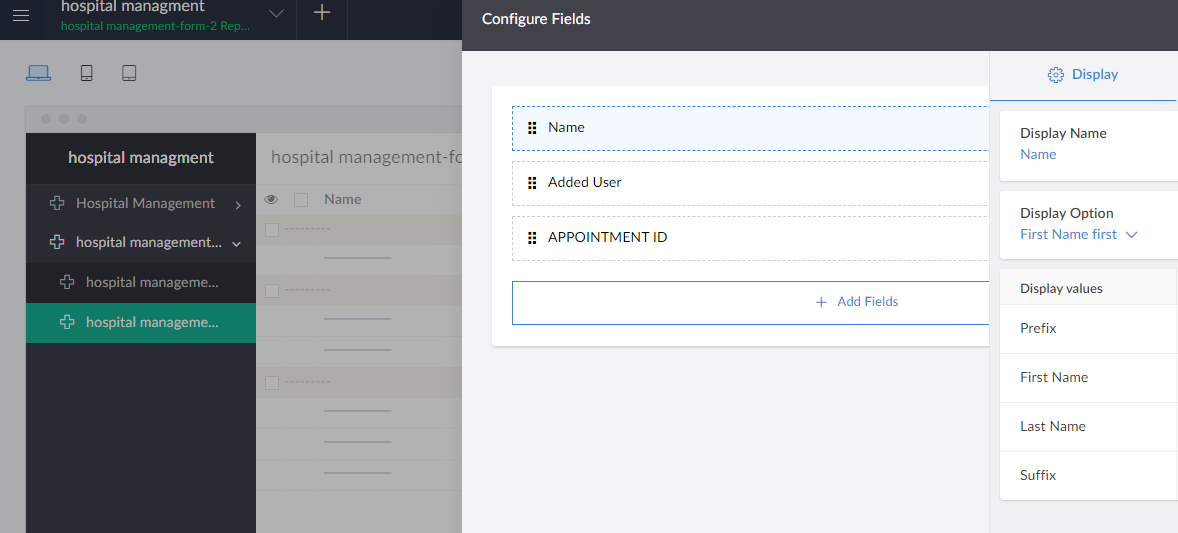 hospital managment
hospital management-form-2 Rep...
Configure Fields
Display
Name
Added User
APPOINTMENT ID
Add Fields
Display Name
Name
Display Option
First Name first
Display values
Prefix
First Name
Last Name
Suffix
hospital managment
Hospital Management
hospital management...
hospital manageme...
hospital manageme...
hospital management-fo
Name